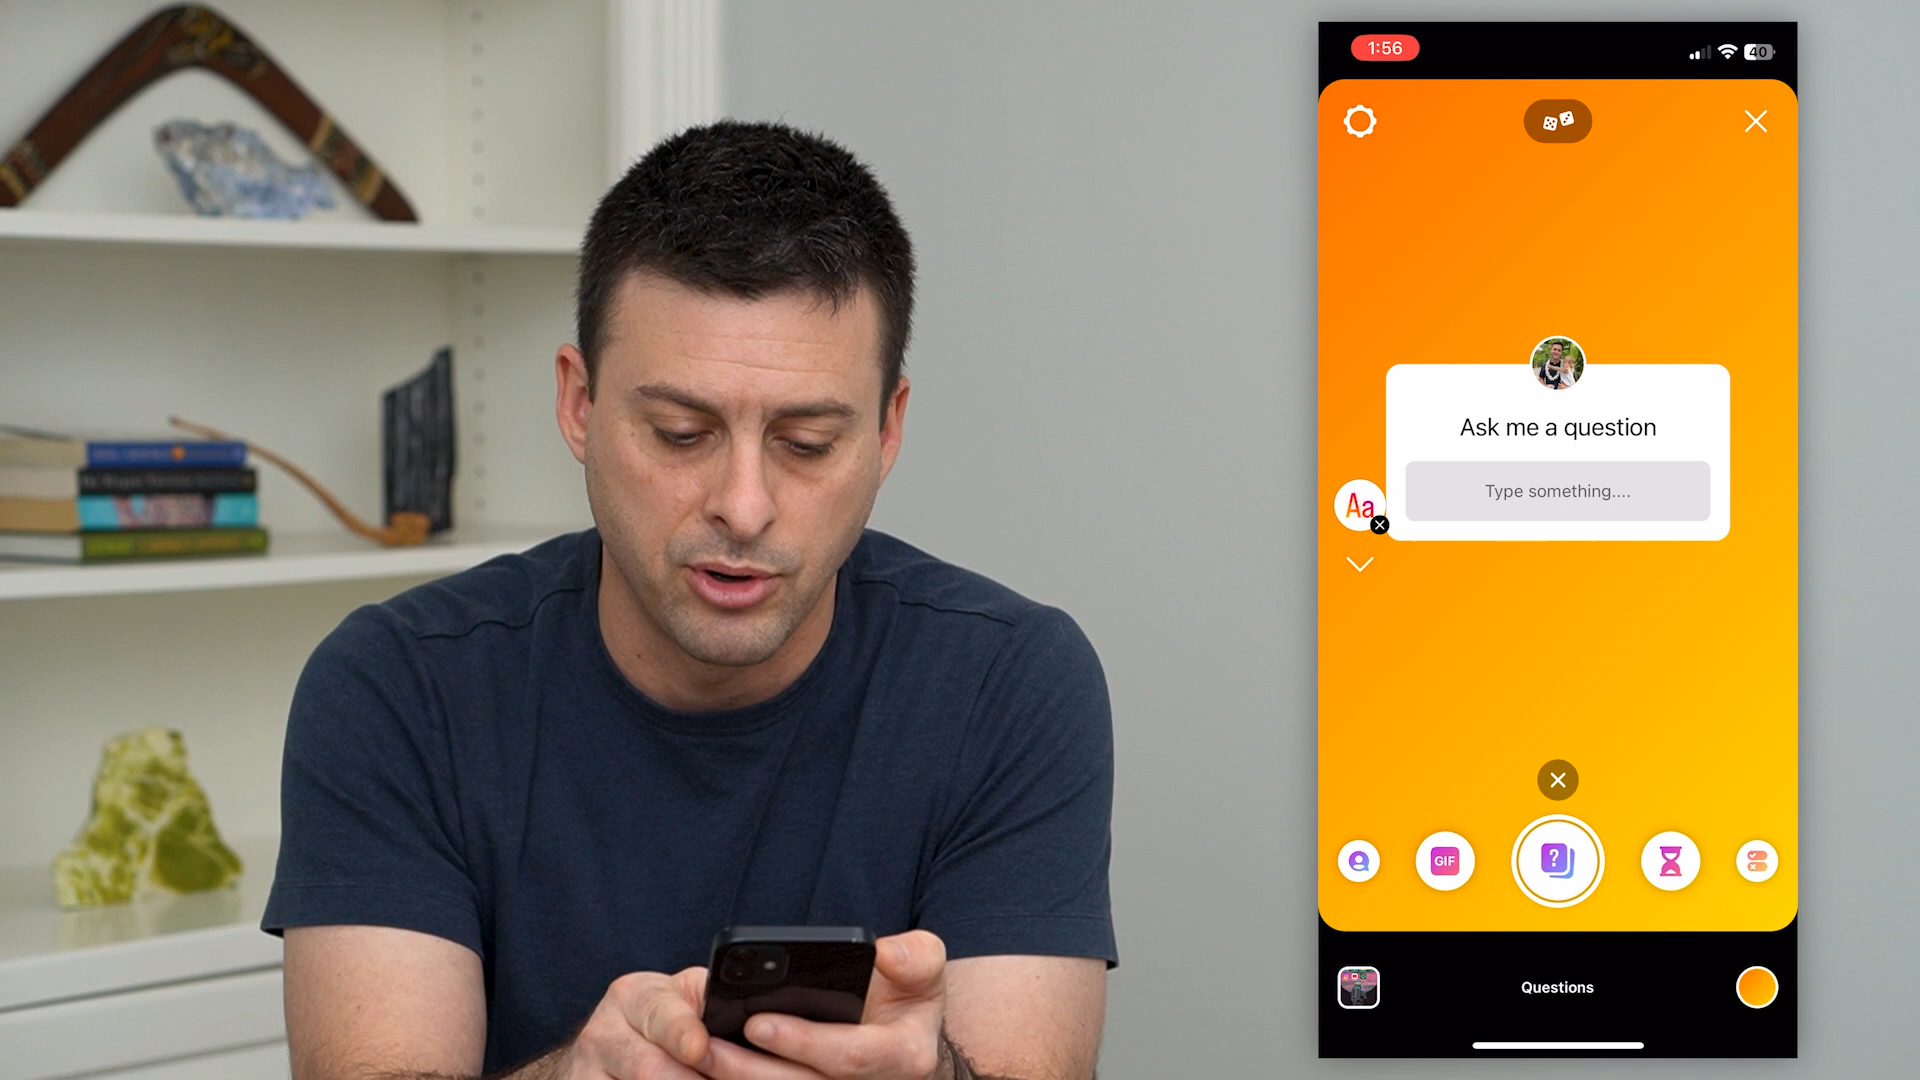 1:56
40
Ask me a question
Type something....
Aa
GIF
?
Questions